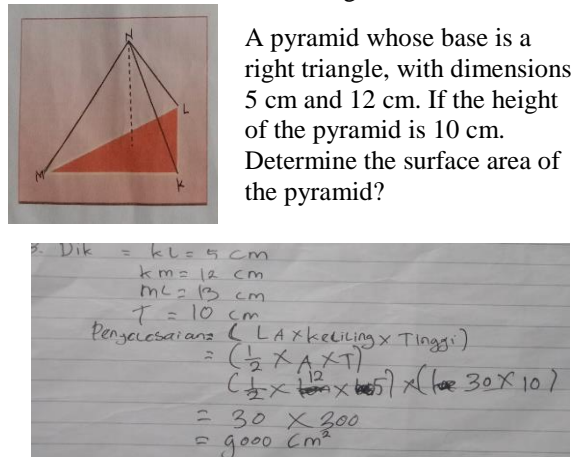 N
L
M
K
A pyramid whose base is a
right triangle, with dimensions
5 cm and 12 cm. If the height
of the pyramid is 10 cm.
Determine the surface area of
the pyramid?
3. Dik = KL = 5 cm
km = 12 cm
ML = 13 cm
T = 10 cm
Penyelesaian = ( LA x keliling x Tinggi )
= (1/2 x A x T)
(1/2 x 12 x 5) x ( 30 x 10 )
= 30 x 300
= 9000 cm²